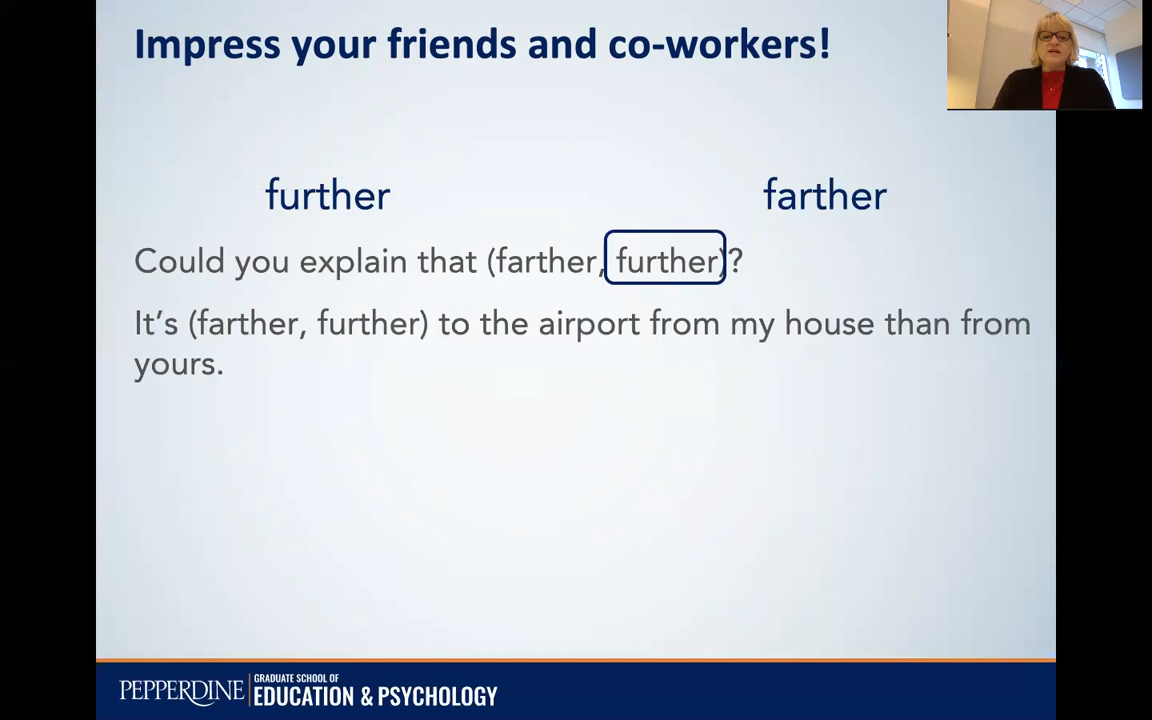 Impress your friends and co-workers!
further farther
Could you explain that (farther, further)?
It's (farther, further) to the airport from my house than from
yours.
PEPPERDINE GRADUATE SCHOOL OF
EDUCATION & PSYCHOLOGY